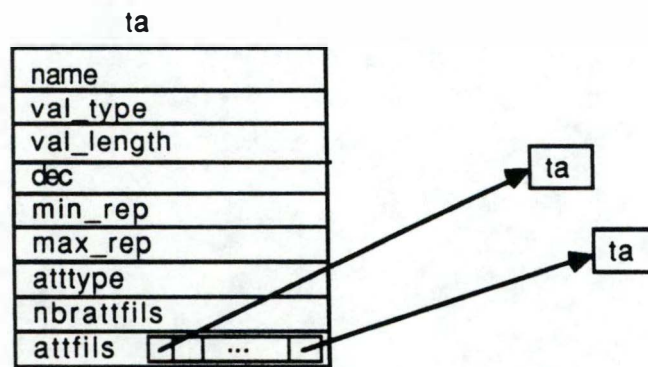 ta
name
val_type
val_length
dec
min_rep
max_rep
atttype
nbrattfils
attfils ...
ta
ta